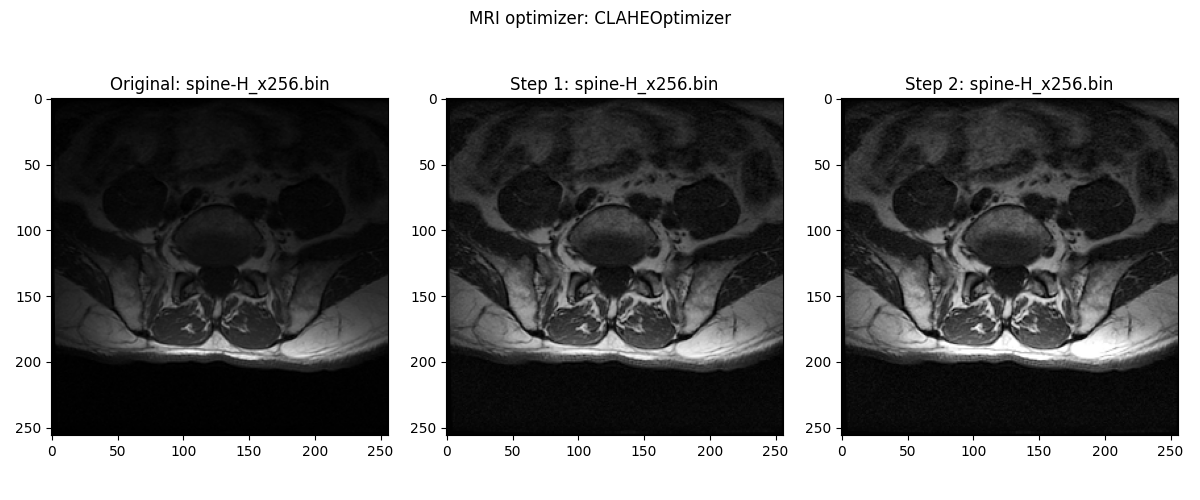 MRI optimizer: CLAHEOptimizer
Original: spine-H_x256.bin
Step 1: spine-H_x256.bin
Step 2: spine-H_x256.bin
0
50
100
150
200
250
0 50 100 150 200 250
0
50
100
150
200
250
0 50 100 150 200 250
0
50
100
150
200
250
0 50 100 150 200 250